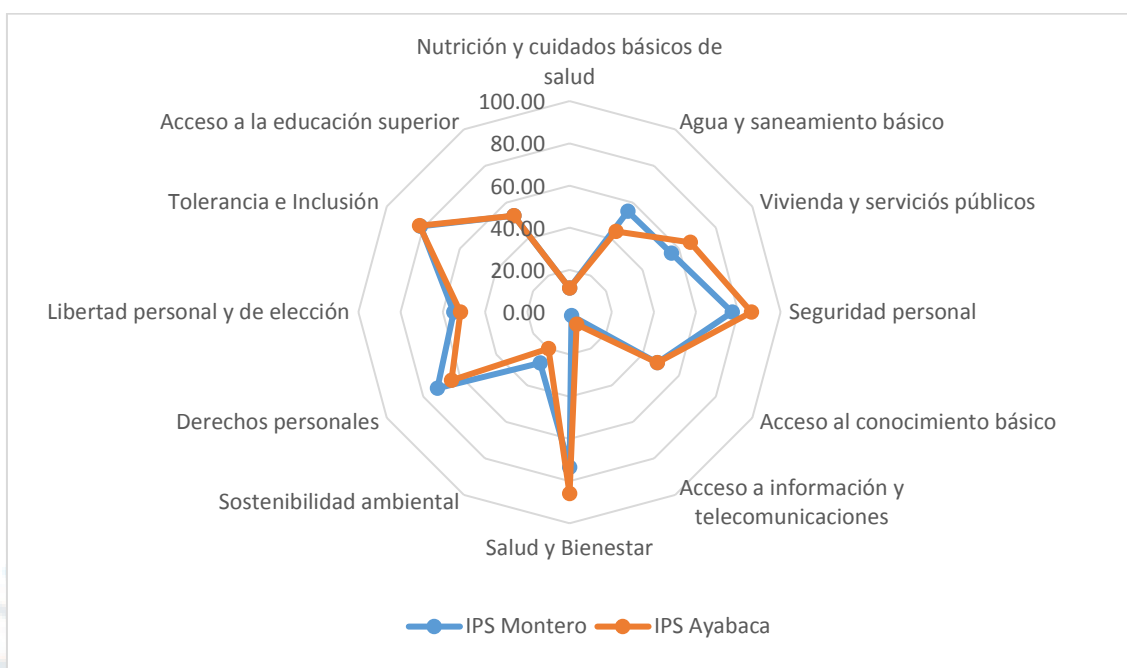 Nutrición y cuidados básicos de
salud
100.00
80.00
60.00
40.00
20.00
0.00
Agua y saneamiento básico
Vivienda y serviciós públicos
Seguridad personal
Acceso al conocimiento básico
Acceso a información y
telecomunicaciones
Salud y Bienestar
Sostenibilidad ambiental
Derechos personales
Libertad personal y de elección
Tolerancia e Inclusión
Acceso a la educación superior
IPS Montero
IPS Ayabaca